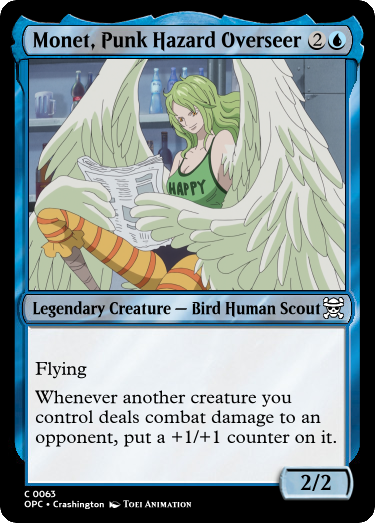 Monet, Punk Hazard Overseer 2
HAPPY
Legendary Creature — Bird Human Scout
Flying
Whenever another creature you
control deals combat damage to an
opponent, put a +1/+1 counter on it.
2/2
C 0063
OPC • Crashington TOEI ANIMATION